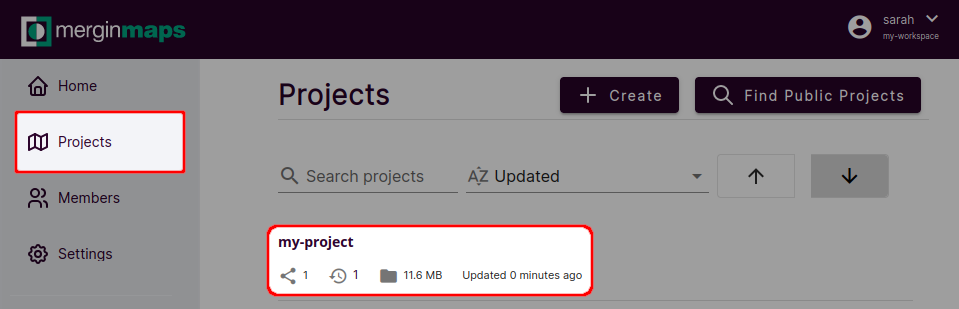 merginmaps
sarah
my-workspace
Home
Projects
Members
Settings
Projects
Create
Find Public Projects
Search projects
AZ Updated
my-project
1 1 11.6 MB Updated 0 minutes ago